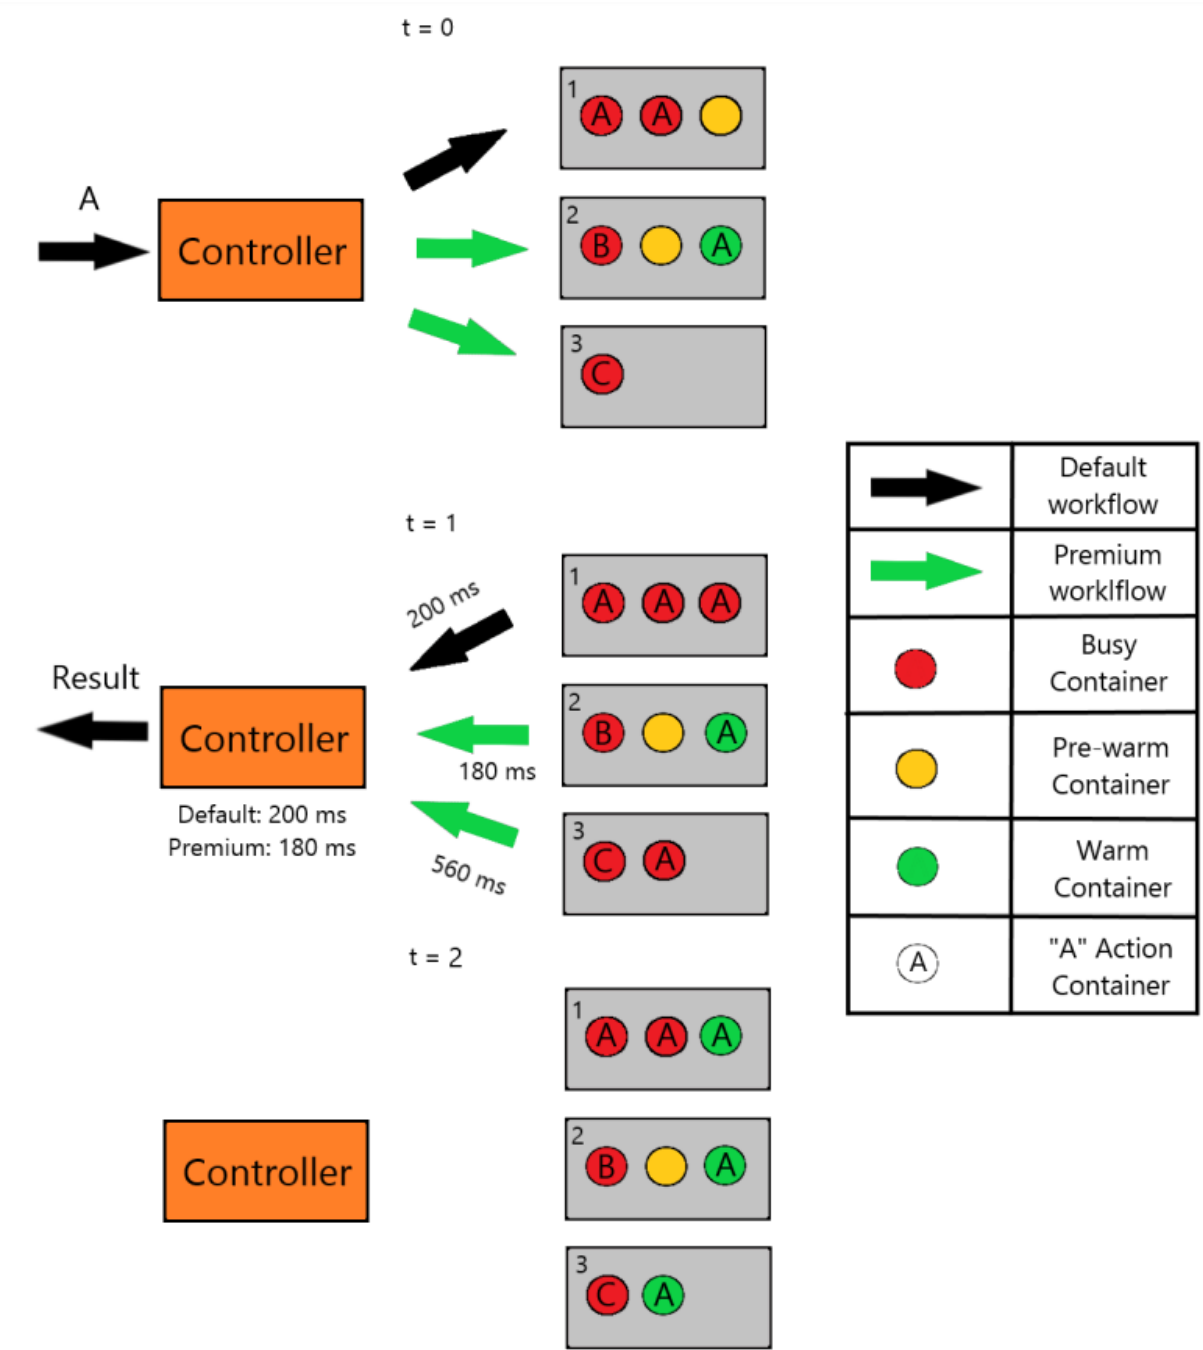 t = 0
1
A A
A
Controller
2
B A
3
C
Default
workflow
Premium
worklflow
Busy
Container
Pre-warm
Container
Warm
Container
A
"A" Action
Container
t = 1
200 ms
1
A A A
Result
Controller
2
B A
180 ms
Default: 200 ms
Premium: 180 ms
3
C A
560 ms
t = 2
1
A A A
Controller
2
B A
3
C A